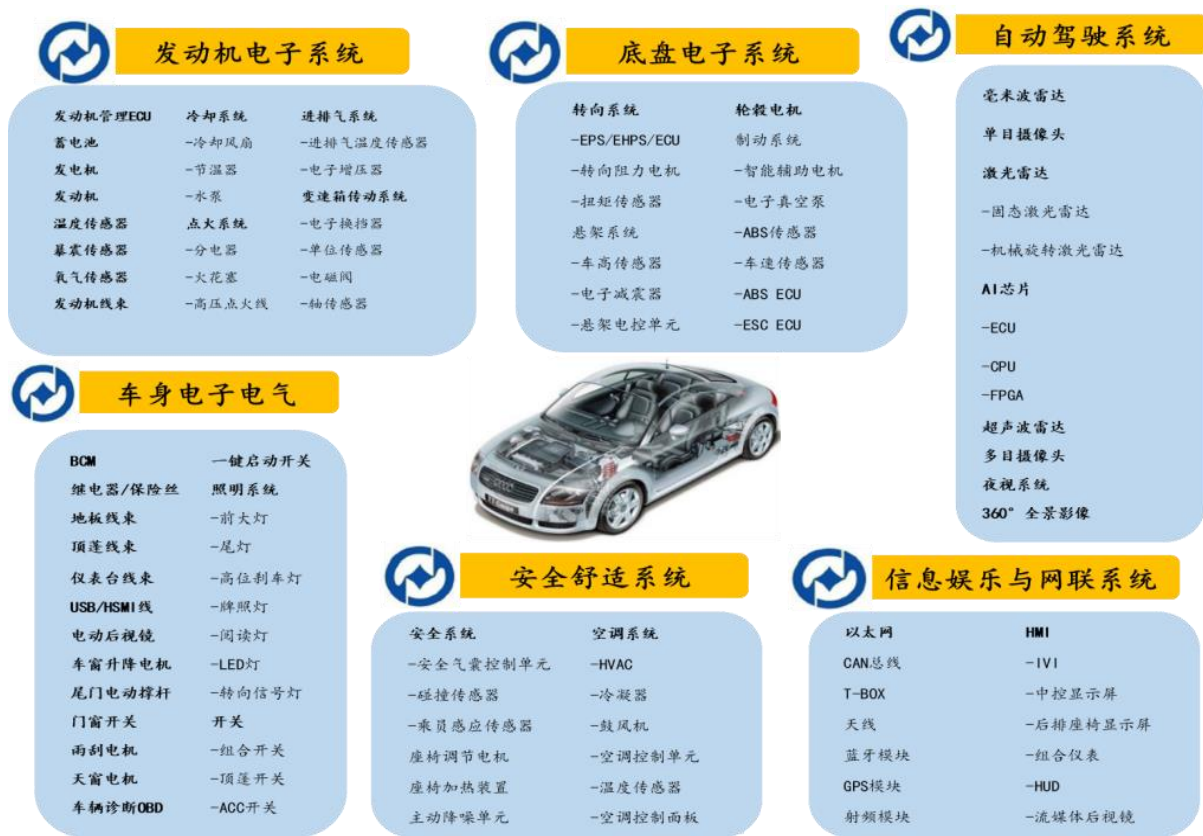 发动机电子系统
发动机管理ECU
蓄电池
发电机
发动机
温度传感器
暴震传感器
氧气传感器
发动机线束
冷却系统
-冷却风扇
-节温器
-水泵
点火系统
-分电器
-火花塞
-高压点火线
进排气系统
-进排气温度传感器
-电子增压器
变速箱传动系统
-电子换挡器
-单位传感器
-电磁阀
-轴传感器
底盘电子系统
转向系统
-EPS/EHPS/ECU
-转向阻力电机
-扭矩传感器
悬架系统
-车高传感器
-电子减震器
-悬架电控单元
轮毂电机
制动系统
-智能辅助电机
-电子真空泵
-ABS传感器
-车速传感器
-ABS ECU
-ESC ECU
自动驾驶系统
毫米波雷达
单目摄像头
激光雷达
-固态激光雷达
-机械旋转激光雷达
AI芯片
-ECU
-CPU
-FPGA
超声波雷达
多目摄像头
夜视系统
360°全景影像
车身电子电气
BCM
继电器/保险丝
地板线束
顶蓬线束
仪表台线束
USB/HSMI线
电动后视镜
车窗升降电机
尾门电动撑杆
门窗开关
雨刮电机
天窗电机
车辆诊断OBD
一键启动开关
照明系统
-前大灯
-尾灯
-高位刹车灯
-牌照灯
-阅读灯
-LED灯
-转向信号灯
开关
-组合开关
-顶蓬开关
-ACC开关
安全舒适系统
安全系统
-安全气囊控制单元
-碰撞传感器
-乘员感应传感器
座椅调节电机
座椅加热装置
主动降噪单元
空调系统
-HVAC
-冷凝器
-鼓风机
-空调控制单元
-温度传感器
-空调控制面板
信息娱乐与网联系统
以太网
CAN总线
T-BOX
天线
蓝牙模块
GPS模块
射频模块
HMI
-IVI
-中控显示屏
-后排座椅显示屏
-组合仪表
-HUD
-流媒体后视镜